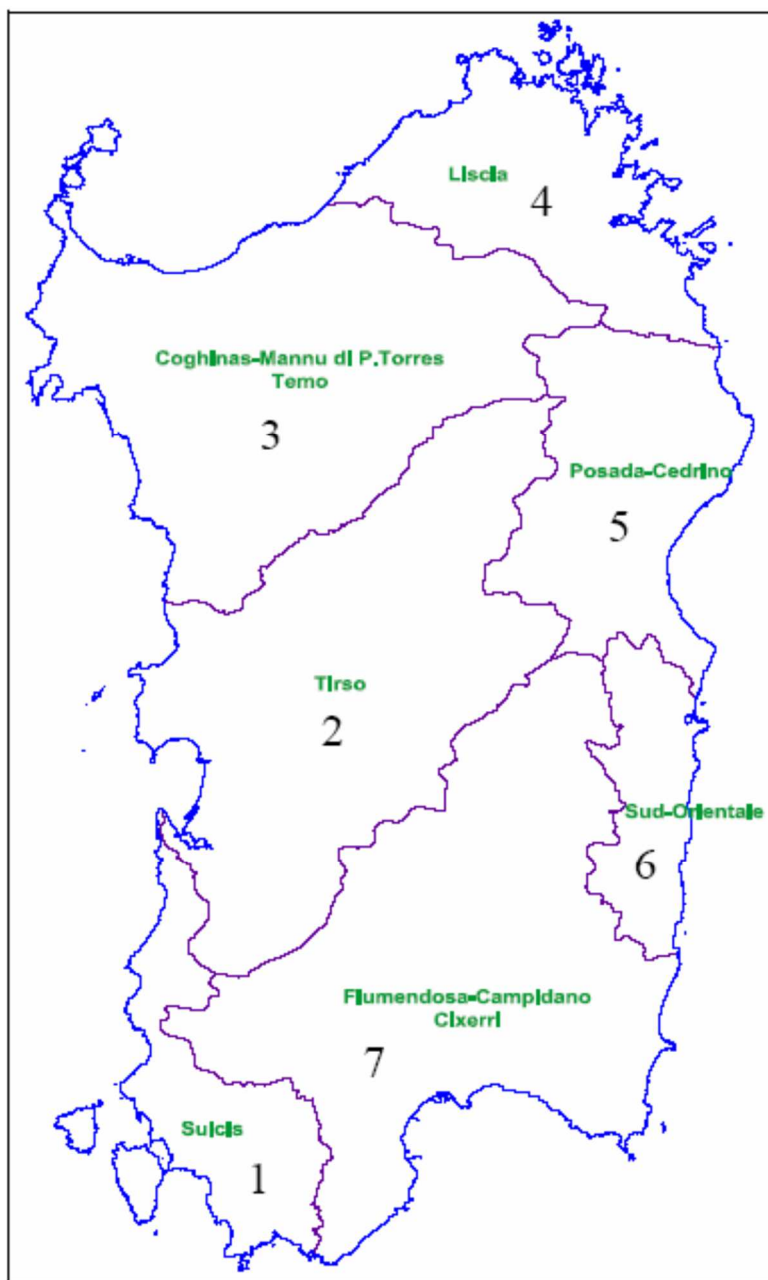 Liscia
4
Coghinas-Mannu di P.Torres
Temo
3
Posada-Cedrino
5
Tirso
2
Sud-Orientale
6
Flumendosa-Campidano
Cixerri
7
Sulcis
1